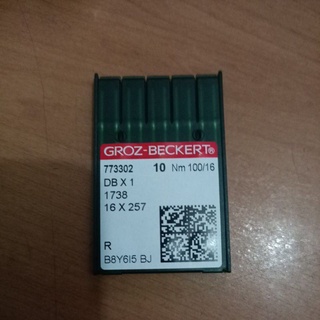 GROZ-BECKERT®
773302 10 Nm 100/16
DB X 1
1738
16 X 257
R
B8Y6I5 BJ